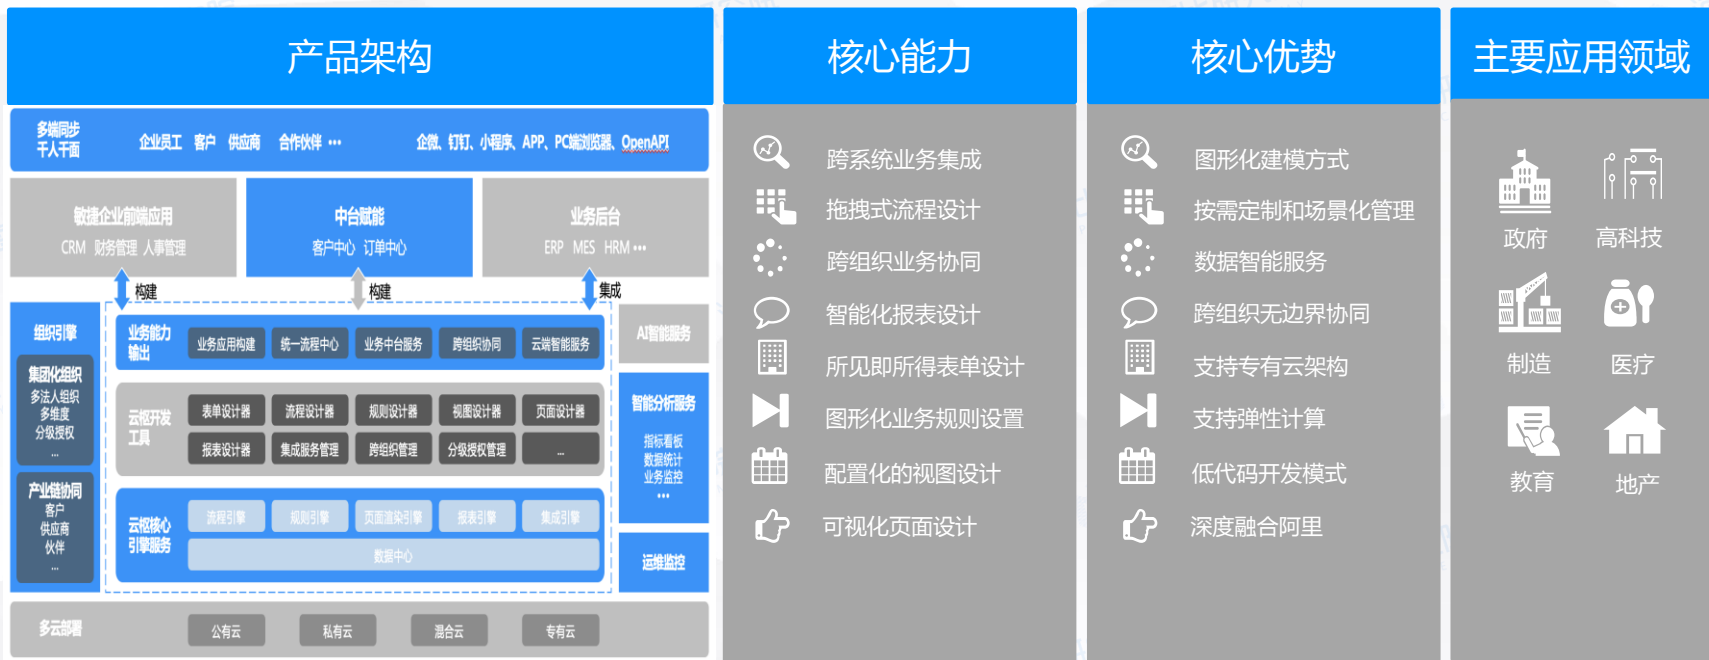 产品架构
多端同步
千人千面
企业员工 客户 供应商 合作伙伴 ···
企微、钉钉、小程序、APP、PC端浏览器、OpenAPI
敏捷企业前端应用
CRM 财务管理 人事管理
中台赋能
客户中心 订单中心
业务后台
ERP MES HRM ···
构建
构建
集成
组织引擎
集团化组织
多法人组织
多维度
分级授权
...
产业链协同
客户
供应商
伙伴
...
业务能力
输出
业务应用构建
统一流程中心
业务中台服务
跨组织协同
云端智能服务
云枢开发
工具
表单设计器
流程设计器
规则设计器
视图设计器
页面设计器
报表设计器
集成服务管理
跨组织管理
分级授权管理
...
云枢核心
引擎服务
流程引擎
规则引擎
页面渲染引擎
报表引擎
集成引擎
数据中心
AI智能服务
智能分析服务
指标看板
数据统计
业务监控
···
运维监控
多云部署
公有云
私有云
混合云
专有云
核心能力
跨系统业务集成
拖拽式流程设计
跨组织业务协同
智能化报表设计
所见即所得表单设计
图形化业务规则设置
配置化的视图设计
可视化页面设计
核心优势
图形化建模方式
按需定制和场景化管理
数据智能服务
跨组织无边界协同
支持专有云架构
支持弹性计算
低代码开发模式
深度融合阿里
主要应用领域
政府
高科技
制造
医疗
教育
地产